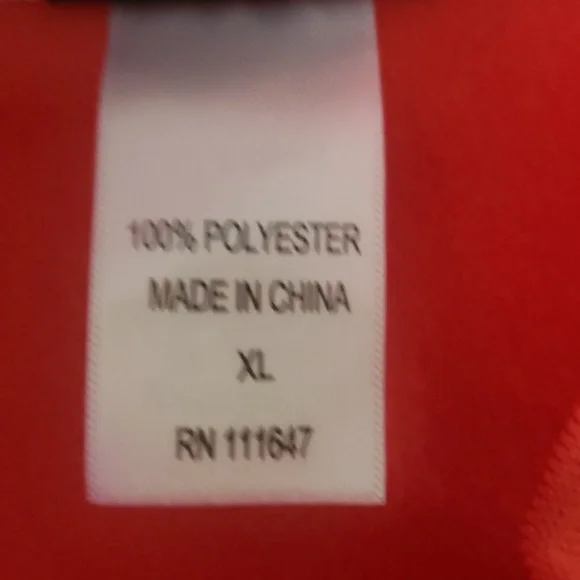 100% POLYESTER
MADE IN CHINA
XL
RN 111647